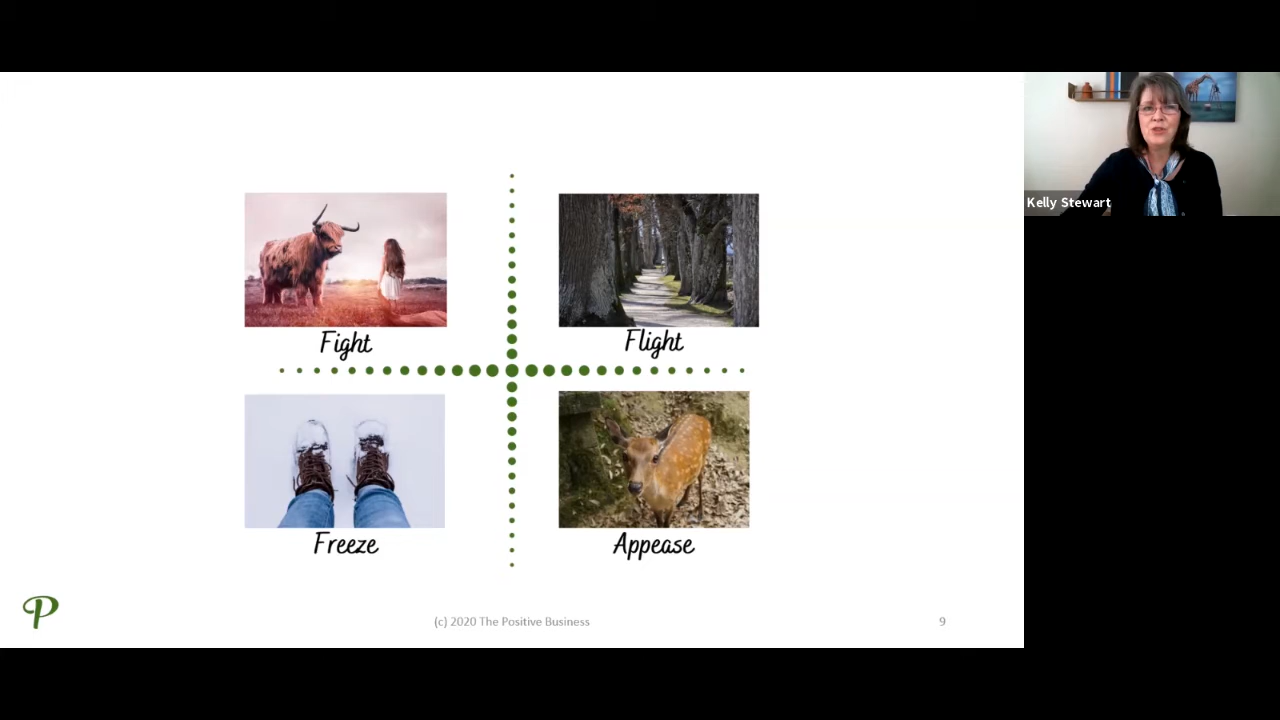 Kelly Stewart
Fight
Flight
Freeze
Appease
P
(c) 2020 The Positive Business
9